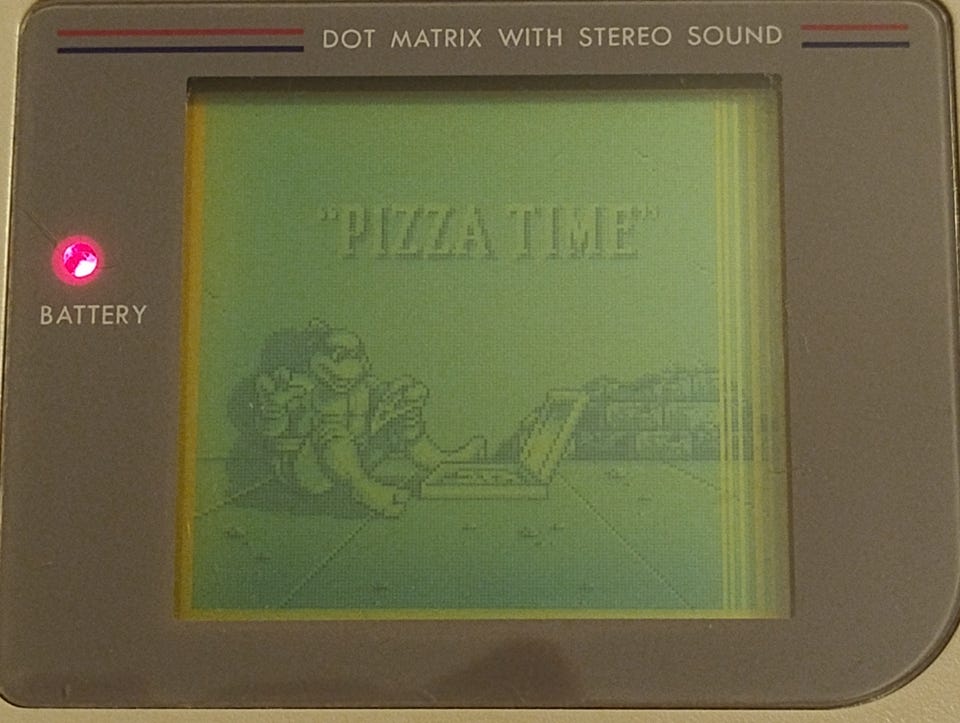 DOT MATRIX WITH STEREO SOUND
"PIZZA TIME"
BATTERY